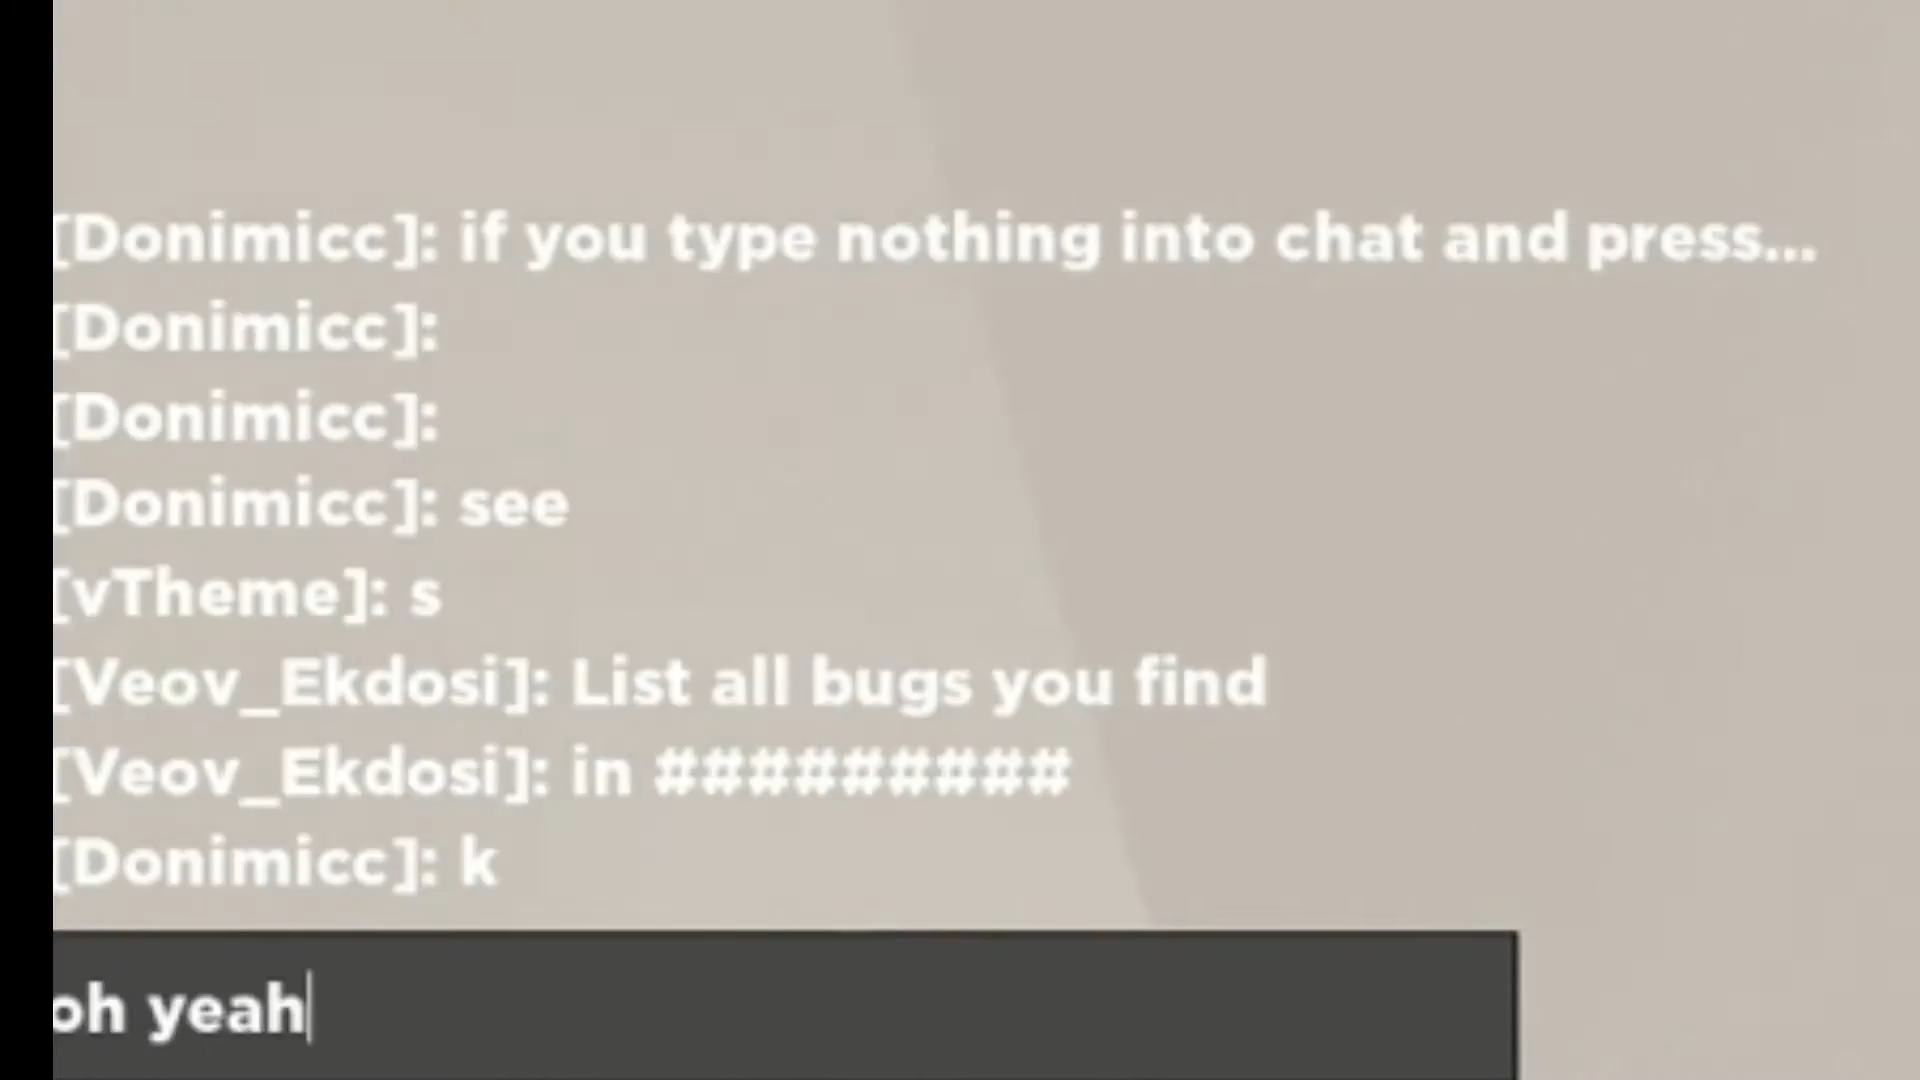 [Donimicc]: if you type nothing into chat and press...
[Donimicc]:
[Donimicc]:
[Donimicc]: see
[vTheme]: s
[Veov_Ekdosi]: List all bugs you find
[Veov_Ekdosi]: in #########
[Donimicc]: k
oh yeah